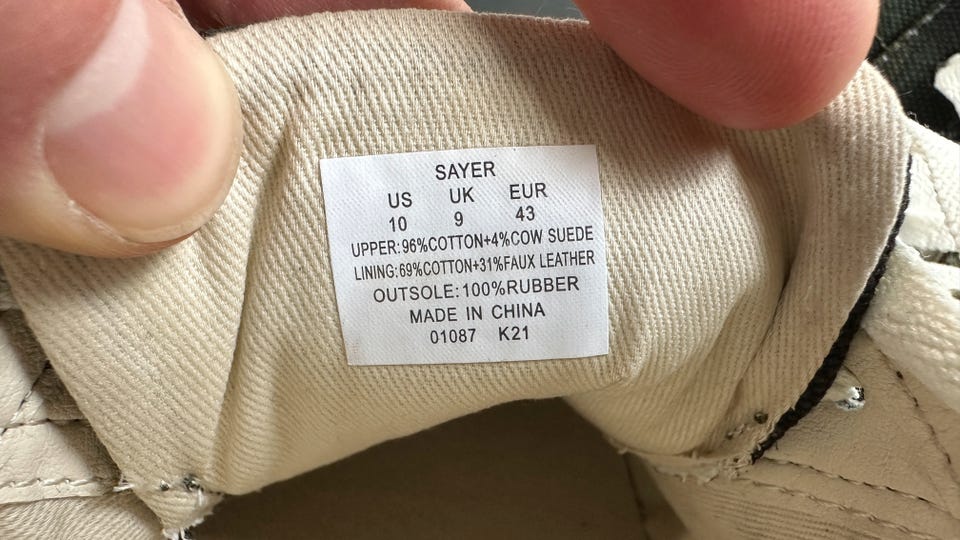 SAYER
US UK EUR
10 9 43
UPPER:96%COTTON+4%COW SUEDE
LINING:69%COTTON+31%FAUX LEATHER
OUTSOLE:100%RUBBER
MADE IN CHINA
01087 K21